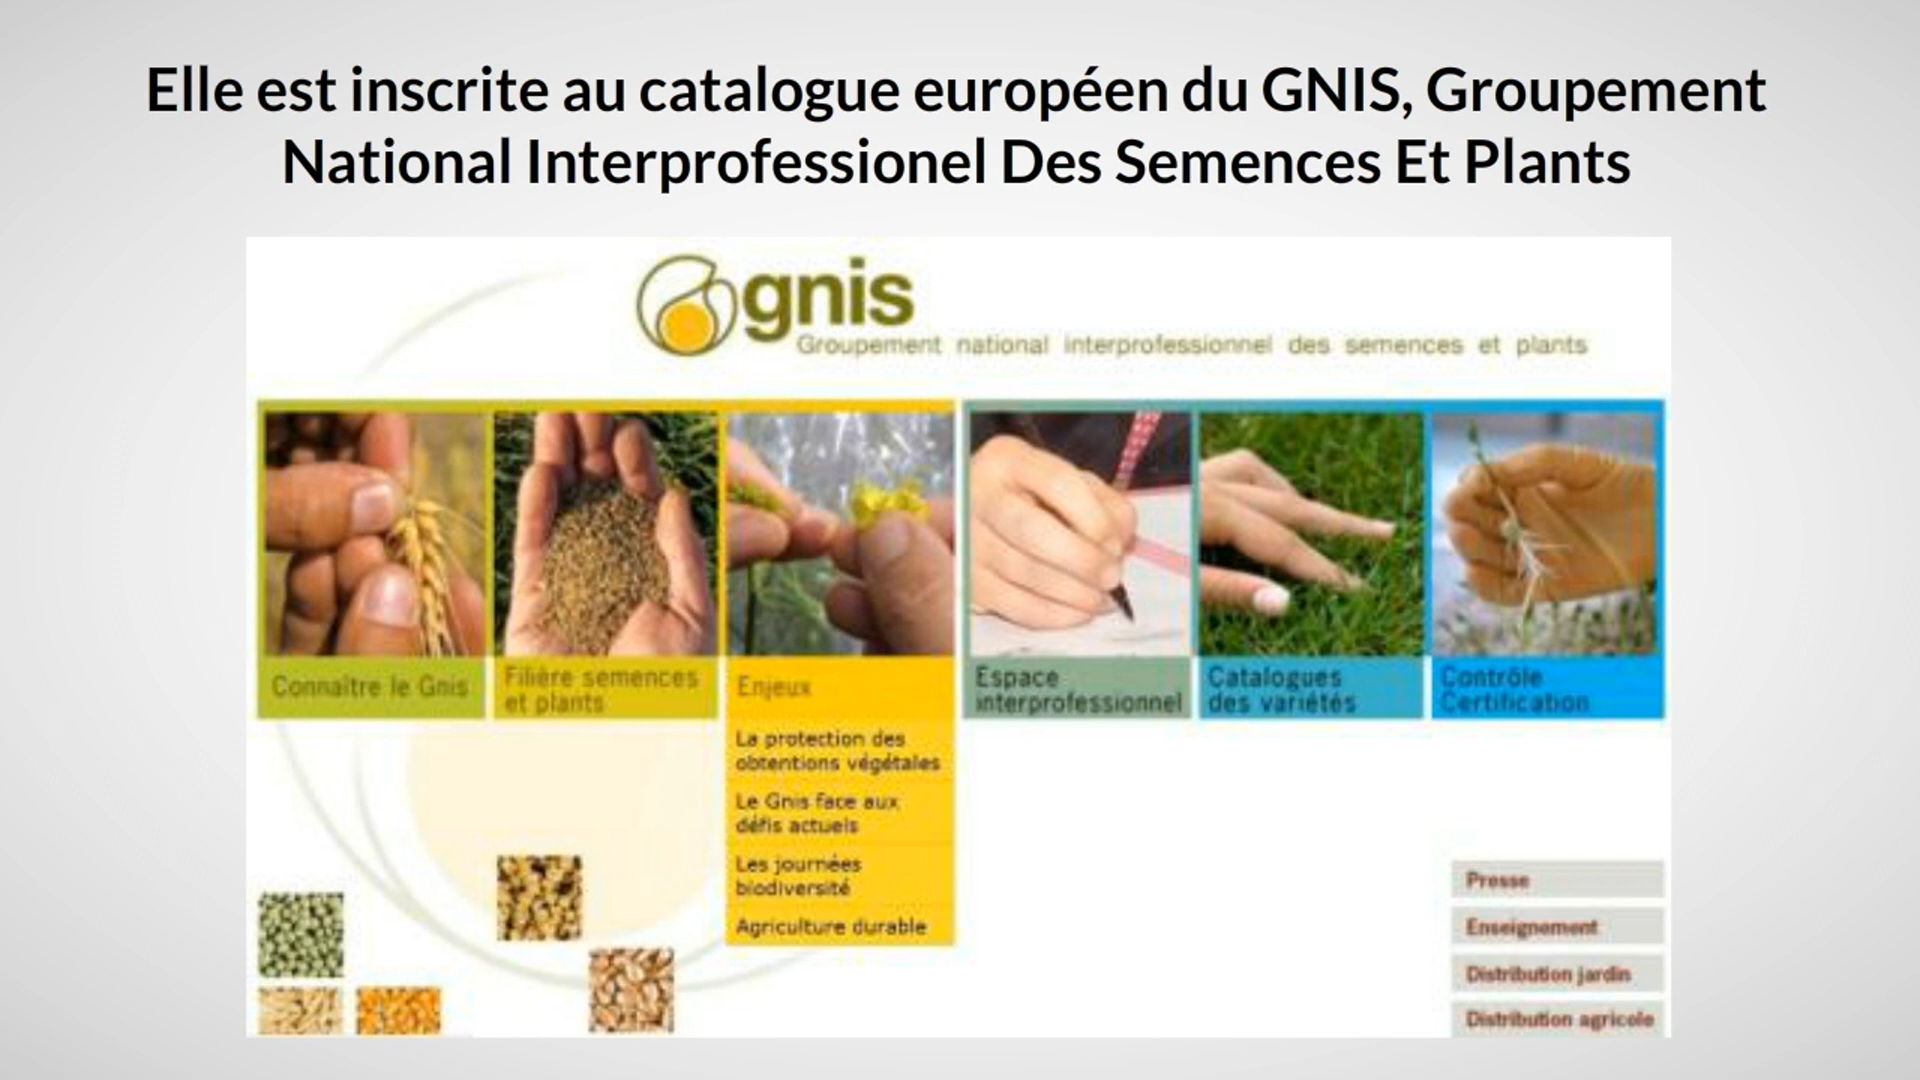 Elle est inscrite au catalogue européen du GNIS, Groupement
National Interprofessionel Des Semences Et Plants
gnis
Groupement national interprofessionnel des semences et plants
Connaître le Gnis
Filière semences
et plants
Enjeux
Espace
interprofessionnel
Catalogues
des variétés
Contrôle
Certification
La protection des
obtentions végétales
Le Gnis face aux
défis actuels
Les journées
biodiversité
Agriculture durable
Presse
Enseignement
Distribution jardin
Distribution agricole